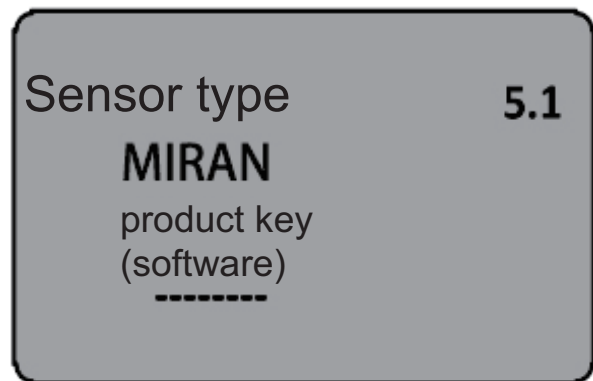 Sensor type 5.1
MIRAN
product key
(software)
--------